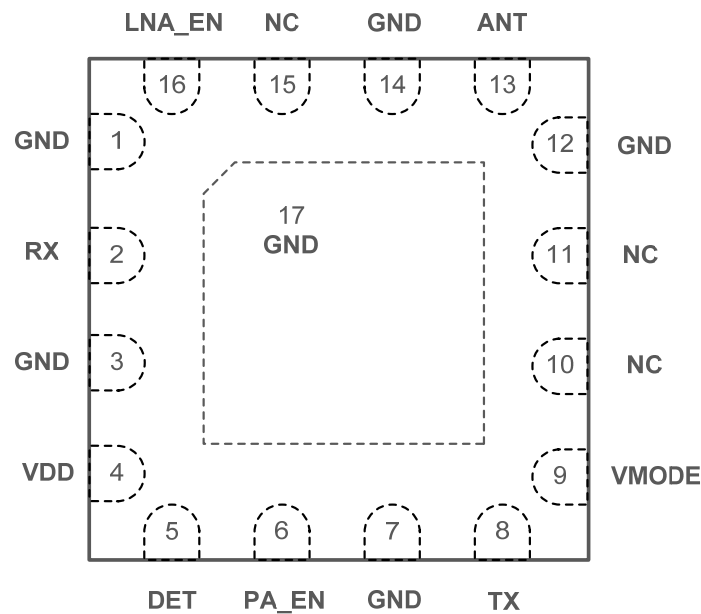 LNA_EN NC GND ANT
16 15 14 13
GND 1 12 GND
17
GND
RX 2 11 NC
GND 3 10 NC
VDD 4 9 VMODE
5 6 7 8
DET PA_EN GND TX